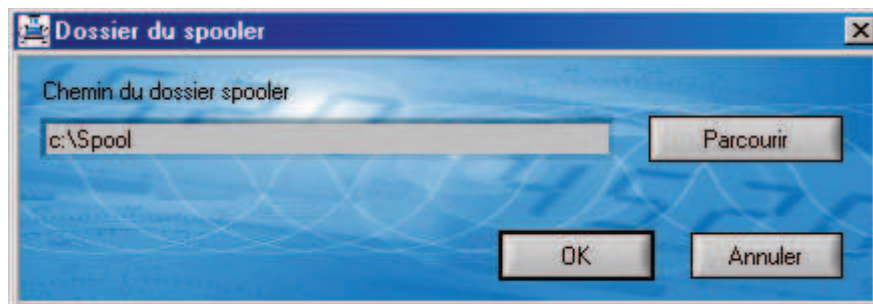 Dossier du spooler
Chemin du dossier spooler
c:\Spool
Parcourir
OK
Annuler